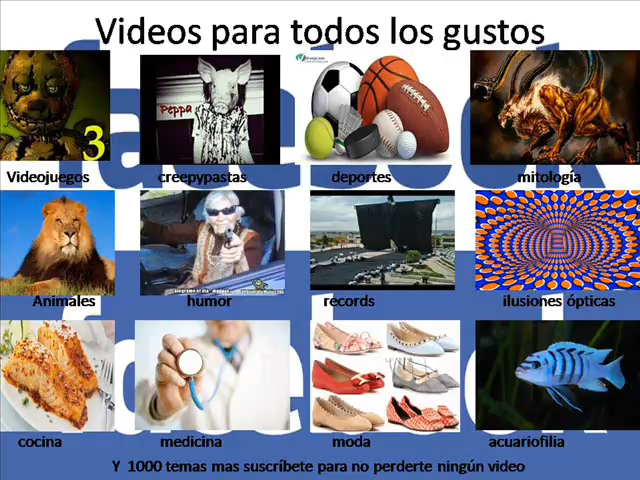 Videos para todos los gustos
Peppa
3
Videojuegos
creepypastas
deportes
mitología
Animales
humor
records
ilusiones ópticas
cocina
medicina
moda
acuariofilia
Y 1000 temas mas suscríbete para no perderte ningún video